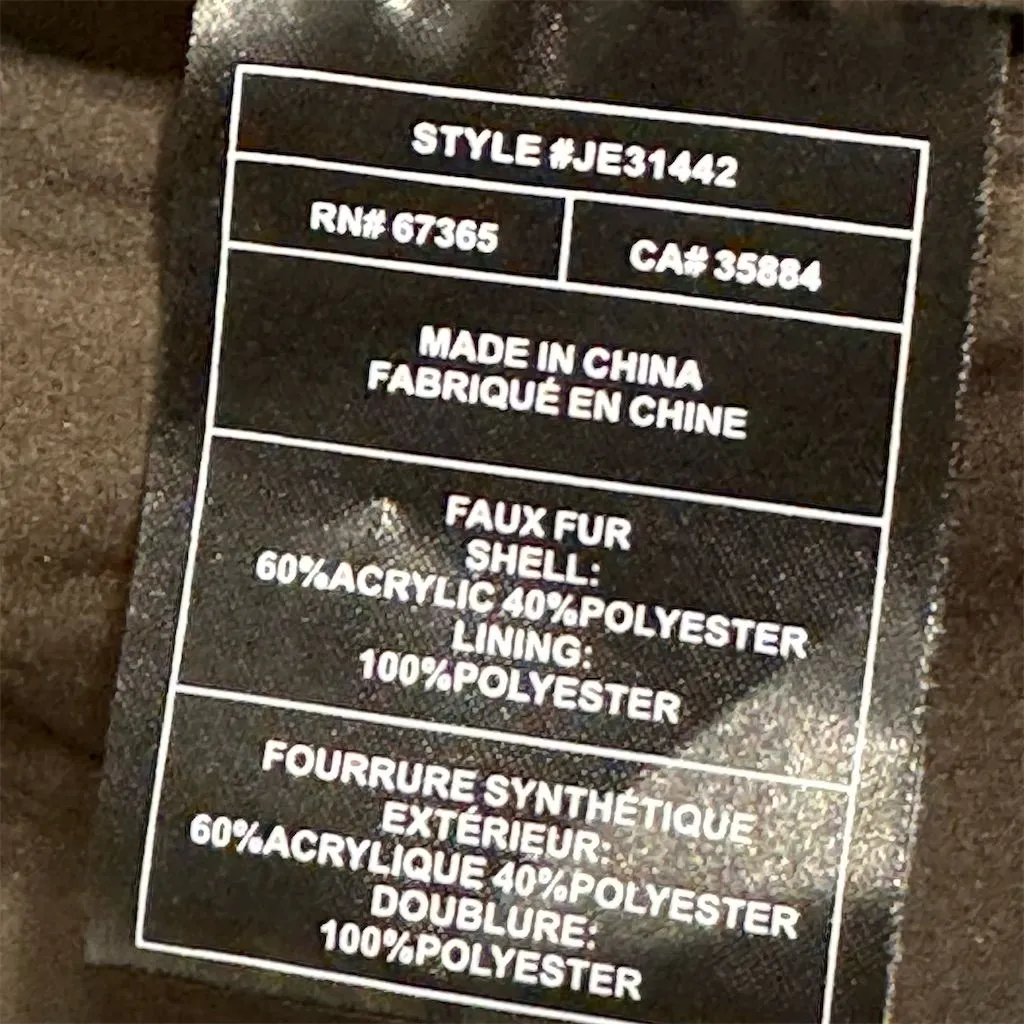 STYLE #JE31442
RN# 67365
CA# 35884
MADE IN CHINA
FABRIQUÉ EN CHINE
FAUX FUR
SHELL:
60%ACRYLIC 40%POLYESTER
LINING:
100%POLYESTER
FOURRURE SYNTHÉTIQUE
EXTÉRIEUR:
60%ACRYLIQUE 40%POLYESTER
DOUBLURE:
100%POLYESTER